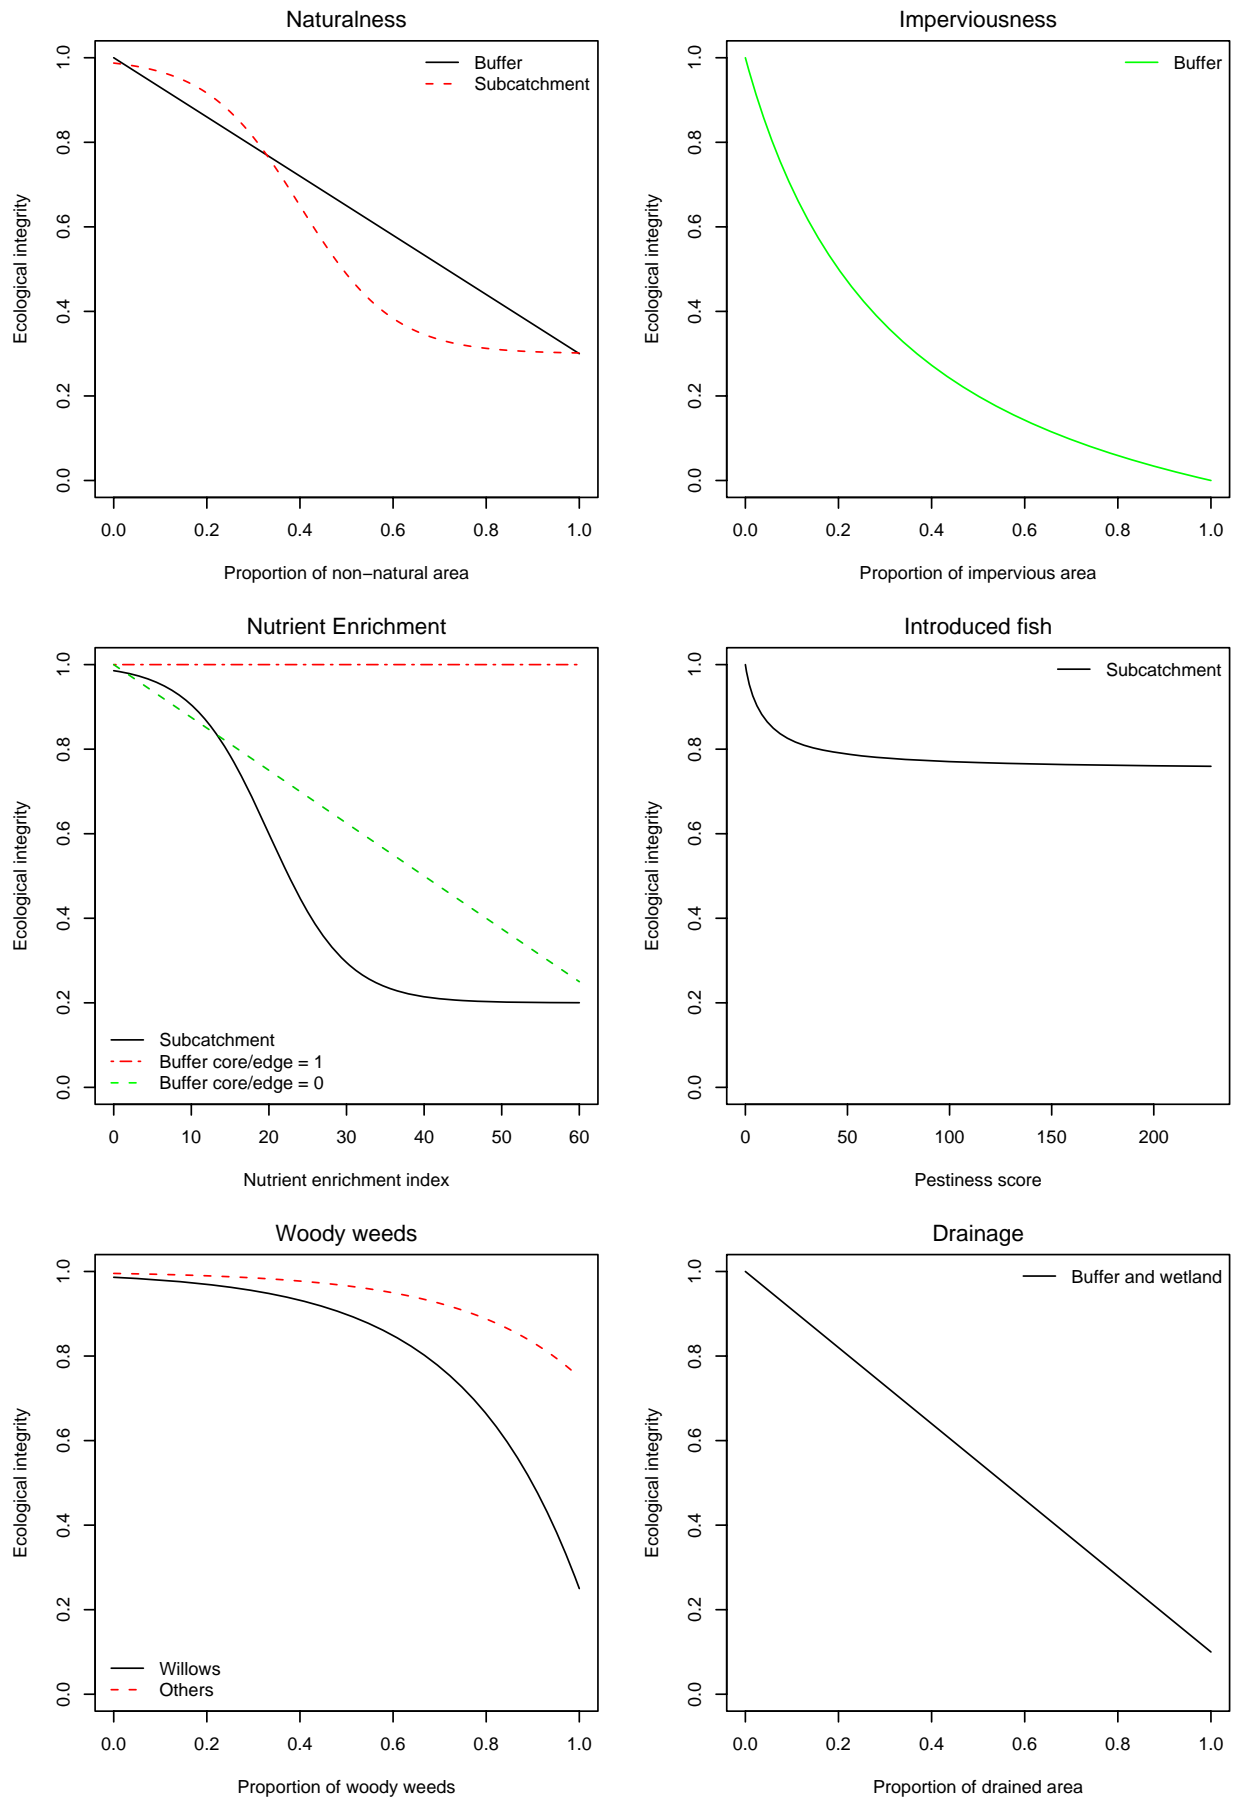 Naturalness
Buffer
Subcatchment
Ecological integrity
0.0 0.2 0.4 0.6 0.8 1.0
0.0 0.2 0.4 0.6 0.8 1.0
Proportion of non−natural area
Imperviousness
Buffer
Ecological integrity
0.0 0.2 0.4 0.6 0.8 1.0
0.0 0.2 0.4 0.6 0.8 1.0
Proportion of impervious area
Nutrient Enrichment
Ecological integrity
0.0 0.2 0.4 0.6 0.8 1.0
Subcatchment
Buffer core/edge = 1
Buffer core/edge = 0
0 10 20 30 40 50 60
Nutrient enrichment index
Introduced fish
Subcatchment
Ecological integrity
0.0 0.2 0.4 0.6 0.8 1.0
0 50 100 150 200
Pestiness score
Woody weeds
Ecological integrity
0.0 0.2 0.4 0.6 0.8 1.0
Willows
Others
0.0 0.2 0.4 0.6 0.8 1.0
Proportion of woody weeds
Drainage
Buffer and wetland
Ecological integrity
0.0 0.2 0.4 0.6 0.8 1.0
0.0 0.2 0.4 0.6 0.8 1.0
Proportion of drained area